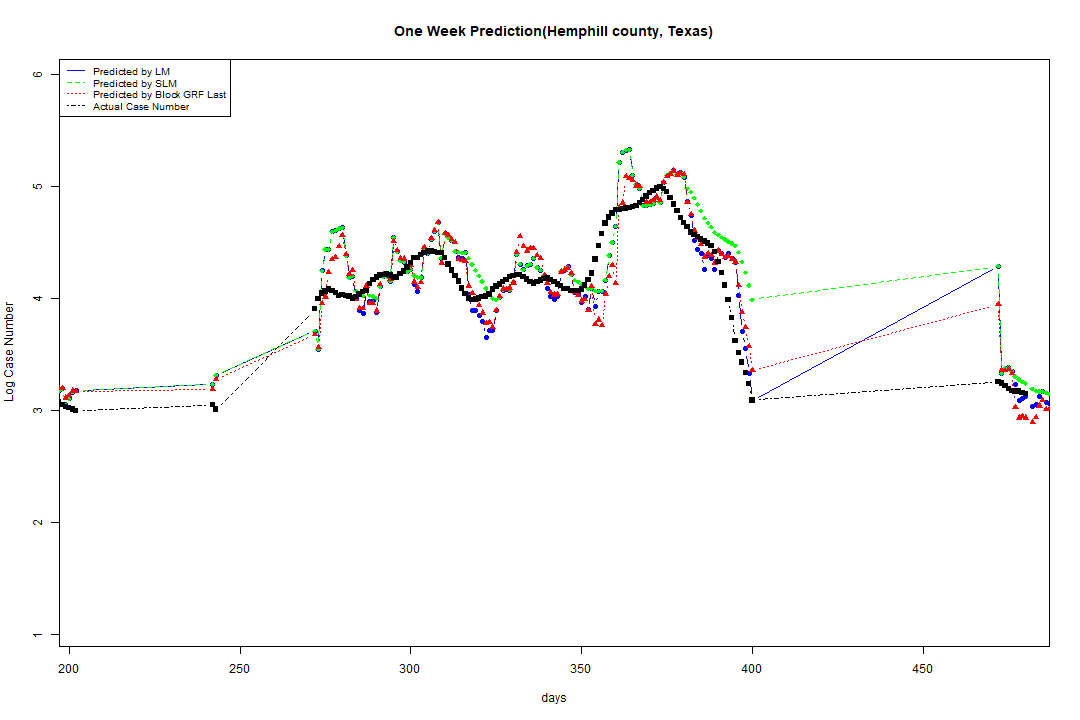 One Week Prediction(Hemphill county, Texas)
Predicted by LM
Predicted by SLM
Predicted by Block GRF Last
Actual Case Number
Log Case Number
6
5
4
3
2
1
200 250 300 350 400 450
days